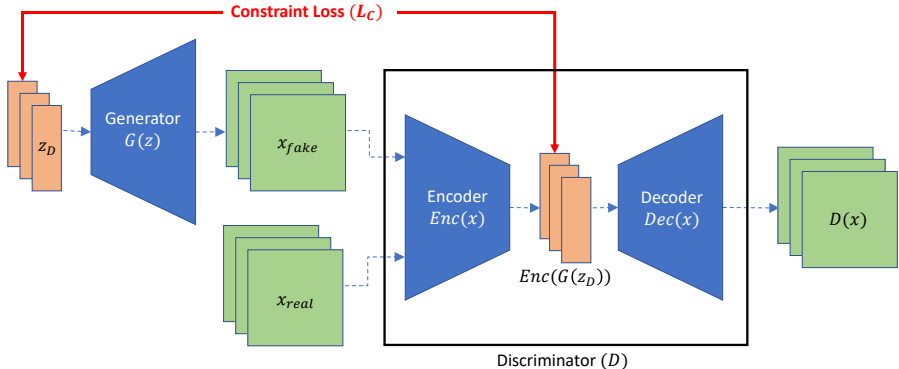 Constraint Loss (L_C)
z_D
Generator
G(z)
x_fake
x_real
Encoder
Enc(x)
Enc(G(z_D))
Decoder
Dec(x)
D(x)
Discriminator (D)